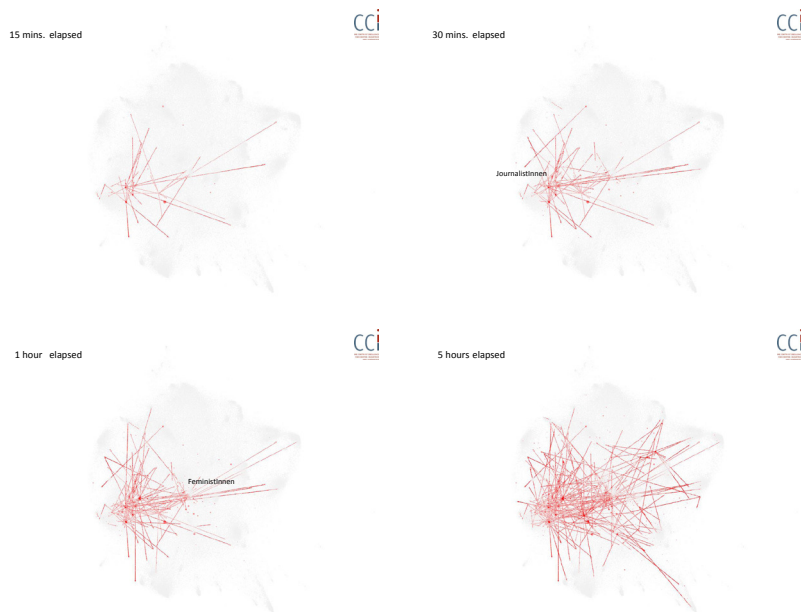 15 mins. elapsed
CCI
30 mins. elapsed
CCI
JournalistInnen
1 hour elapsed
CCI
FeministInnen
5 hours elapsed
CCI